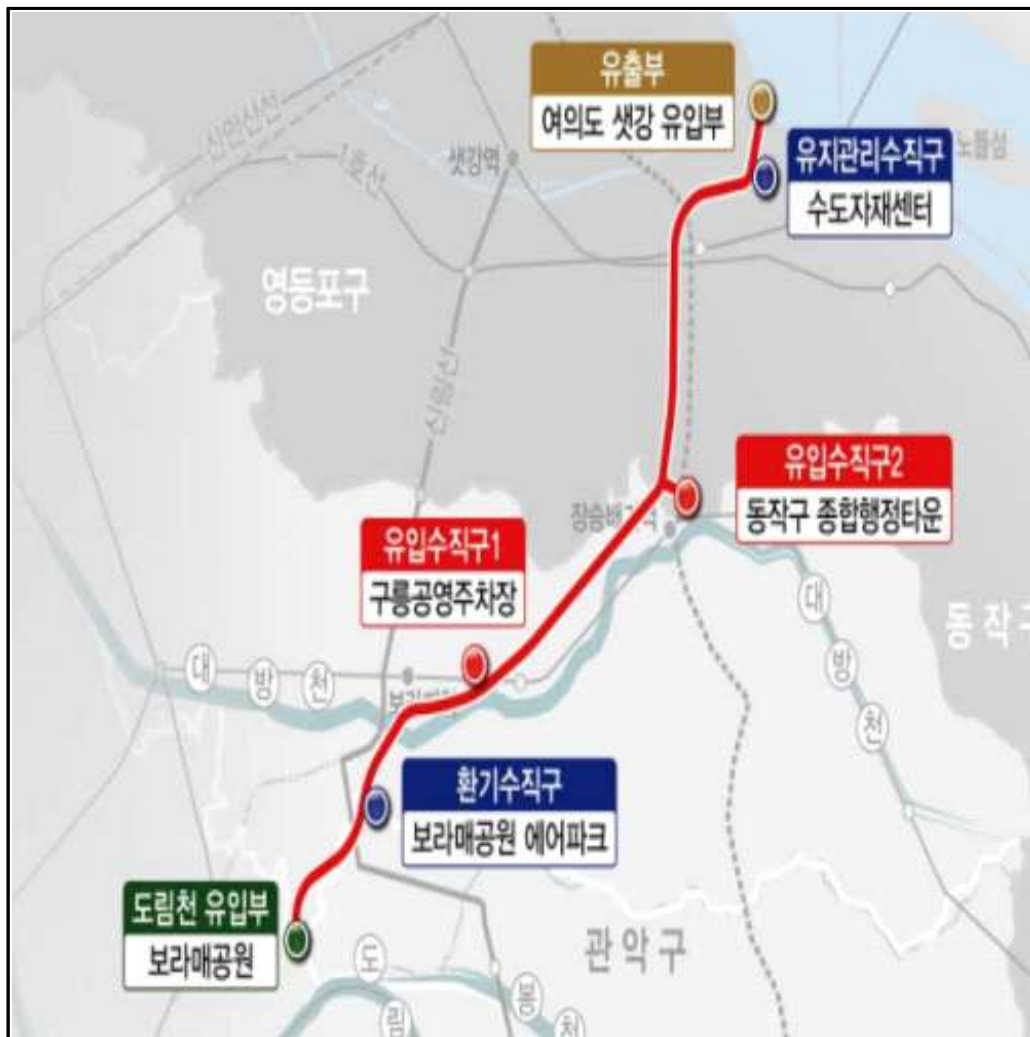 유출부
여의도 샛강 유입부
유지관리수직구
수도자재센터
노들섬
신안산선
1호선
샛강역
영등포구
신림선
유입수직구2
동작구 종합행정타운
유입수직구1
구릉공영주차장
동작구
대방천
대방천
환기수직구
보라매공원 에어파크
도림천 유입부
보라매공원
관악구
도림
봉천